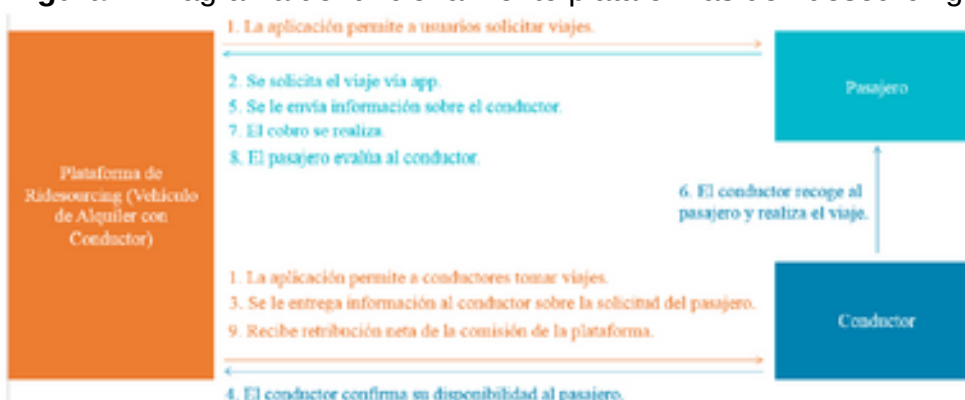 1. La aplicación permite a usuarios solicitar viajes.
2. Se solicita el viaje vía app.
5. Se le envía información sobre el conductor.
7. El cobro se realiza.
8. El pasajero evalúa al conductor.
Pasajero
Plataforma de
Ridesourcing (Vehículo
de Alquiler con
Conductor)
6. El conductor recoge al
pasajero y realiza el viaje.
1. La aplicación permite a conductores tomar viajes.
3. Se le entrega información al conductor sobre la solicitud del pasajero.
9. Recibe retribución neta de la comisión de la plataforma.
Conductor
4. El conductor confirma su disponibilidad al pasajero.